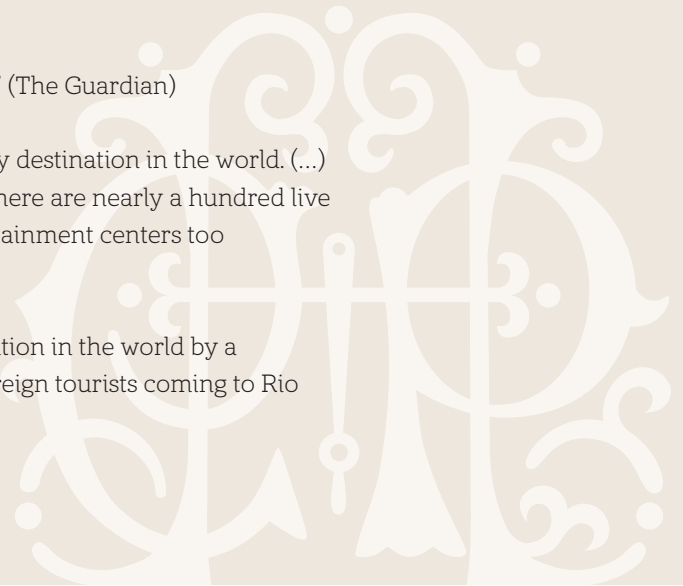 ' (The Guardian)
y destination in the world. (...)
here are nearly a hundred live
ainment centers too
tion in the world by a
reign tourists coming to Rio